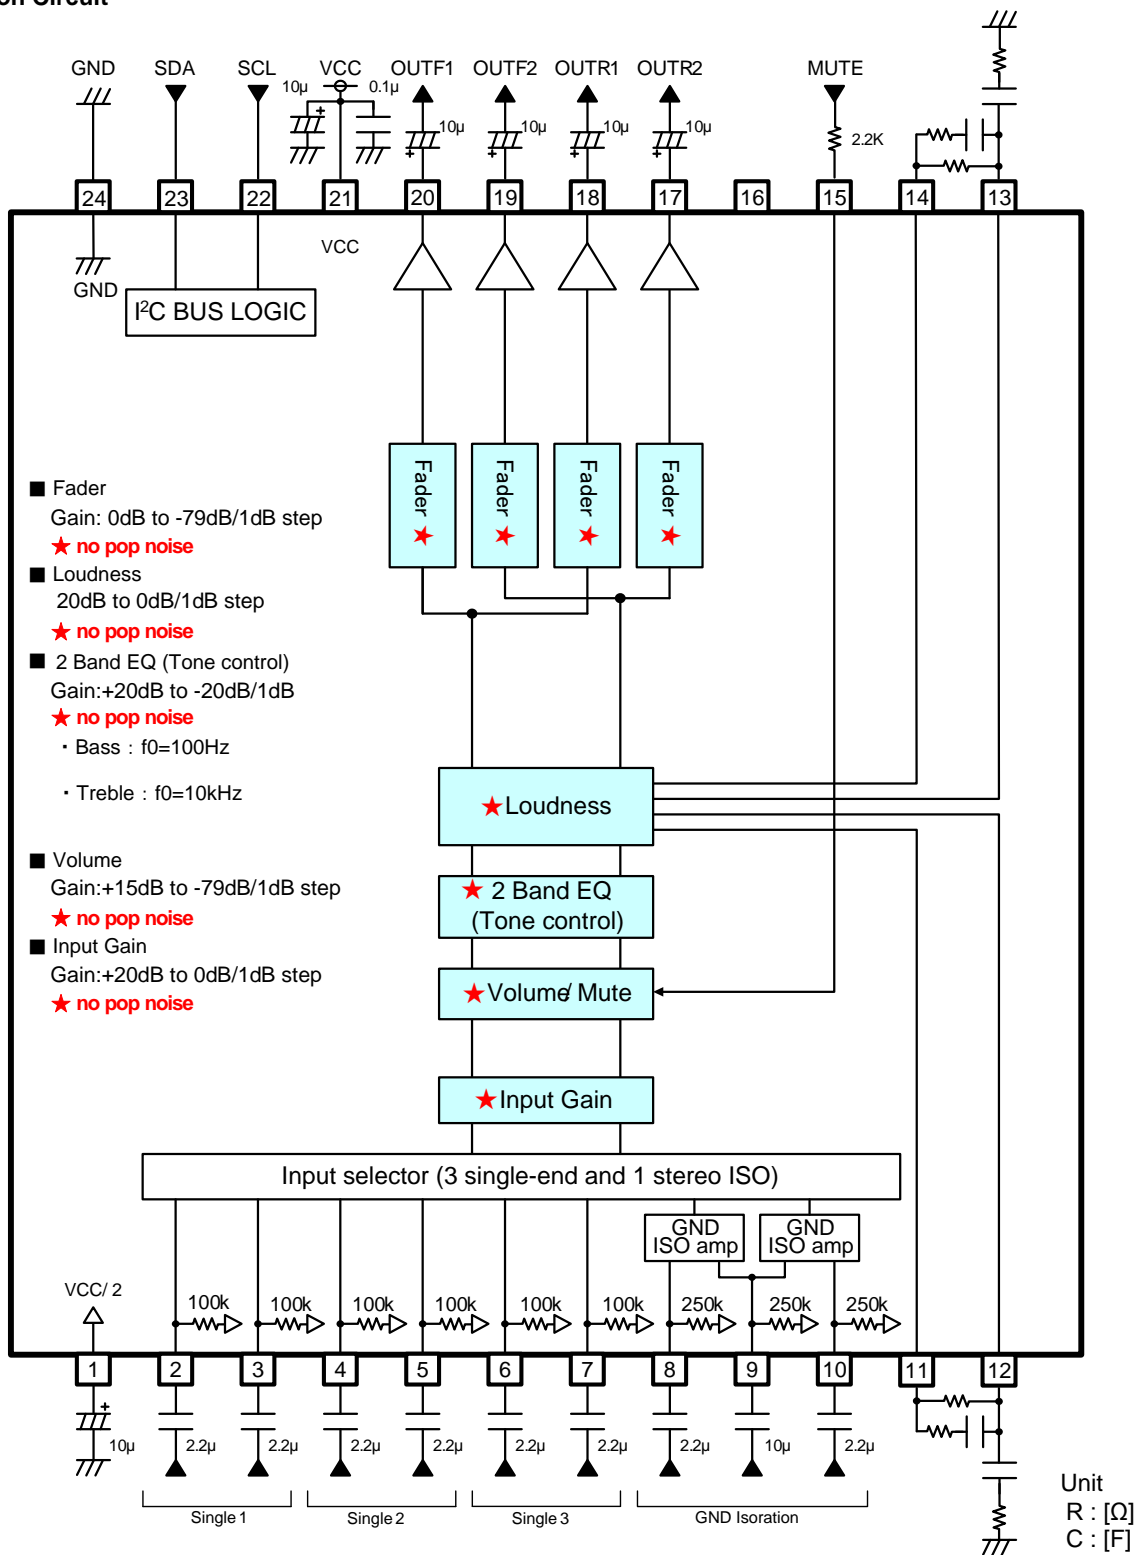 on Circuit
GND SDA SCL VCC OUTF1 OUTF2 OUTR1 OUTR2 MUTE
10μ 0.1μ 10μ 10μ 10μ 10μ 2.2K
24 23 22 21 20 19 18 17 16 15 14 13
VCC
GND
I²C BUS LOGIC
Fader ★ Fader ★ Fader ★ Fader ★
■ Fader
Gain: 0dB to -79dB/1dB step
★ no pop noise
■ Loudness
20dB to 0dB/1dB step
★ no pop noise
■ 2 Band EQ (Tone control)
Gain:+20dB to -20dB/1dB
★ no pop noise
・Bass : f0=100Hz
・Treble : f0=10kHz
■ Volume
Gain:+15dB to -79dB/1dB step
★ no pop noise
■ Input Gain
Gain:+20dB to 0dB/1dB step
★ no pop noise
★ Loudness
★ 2 Band EQ
(Tone control)
★ Volume/ Mute
★ Input Gain
Input selector (3 single-end and 1 stereo ISO)
GND
ISO amp
GND
ISO amp
VCC/ 2
100k 100k 100k 100k 100k 100k 250k 250k 250k
1 2 3 4 5 6 7 8 9 10 11 12
10μ 2.2μ 2.2μ 2.2μ 2.2μ 2.2μ 2.2μ 2.2μ 10μ 2.2μ
Single 1 Single 2 Single 3 GND Isoration
Unit
R : [Ω]
C : [F]